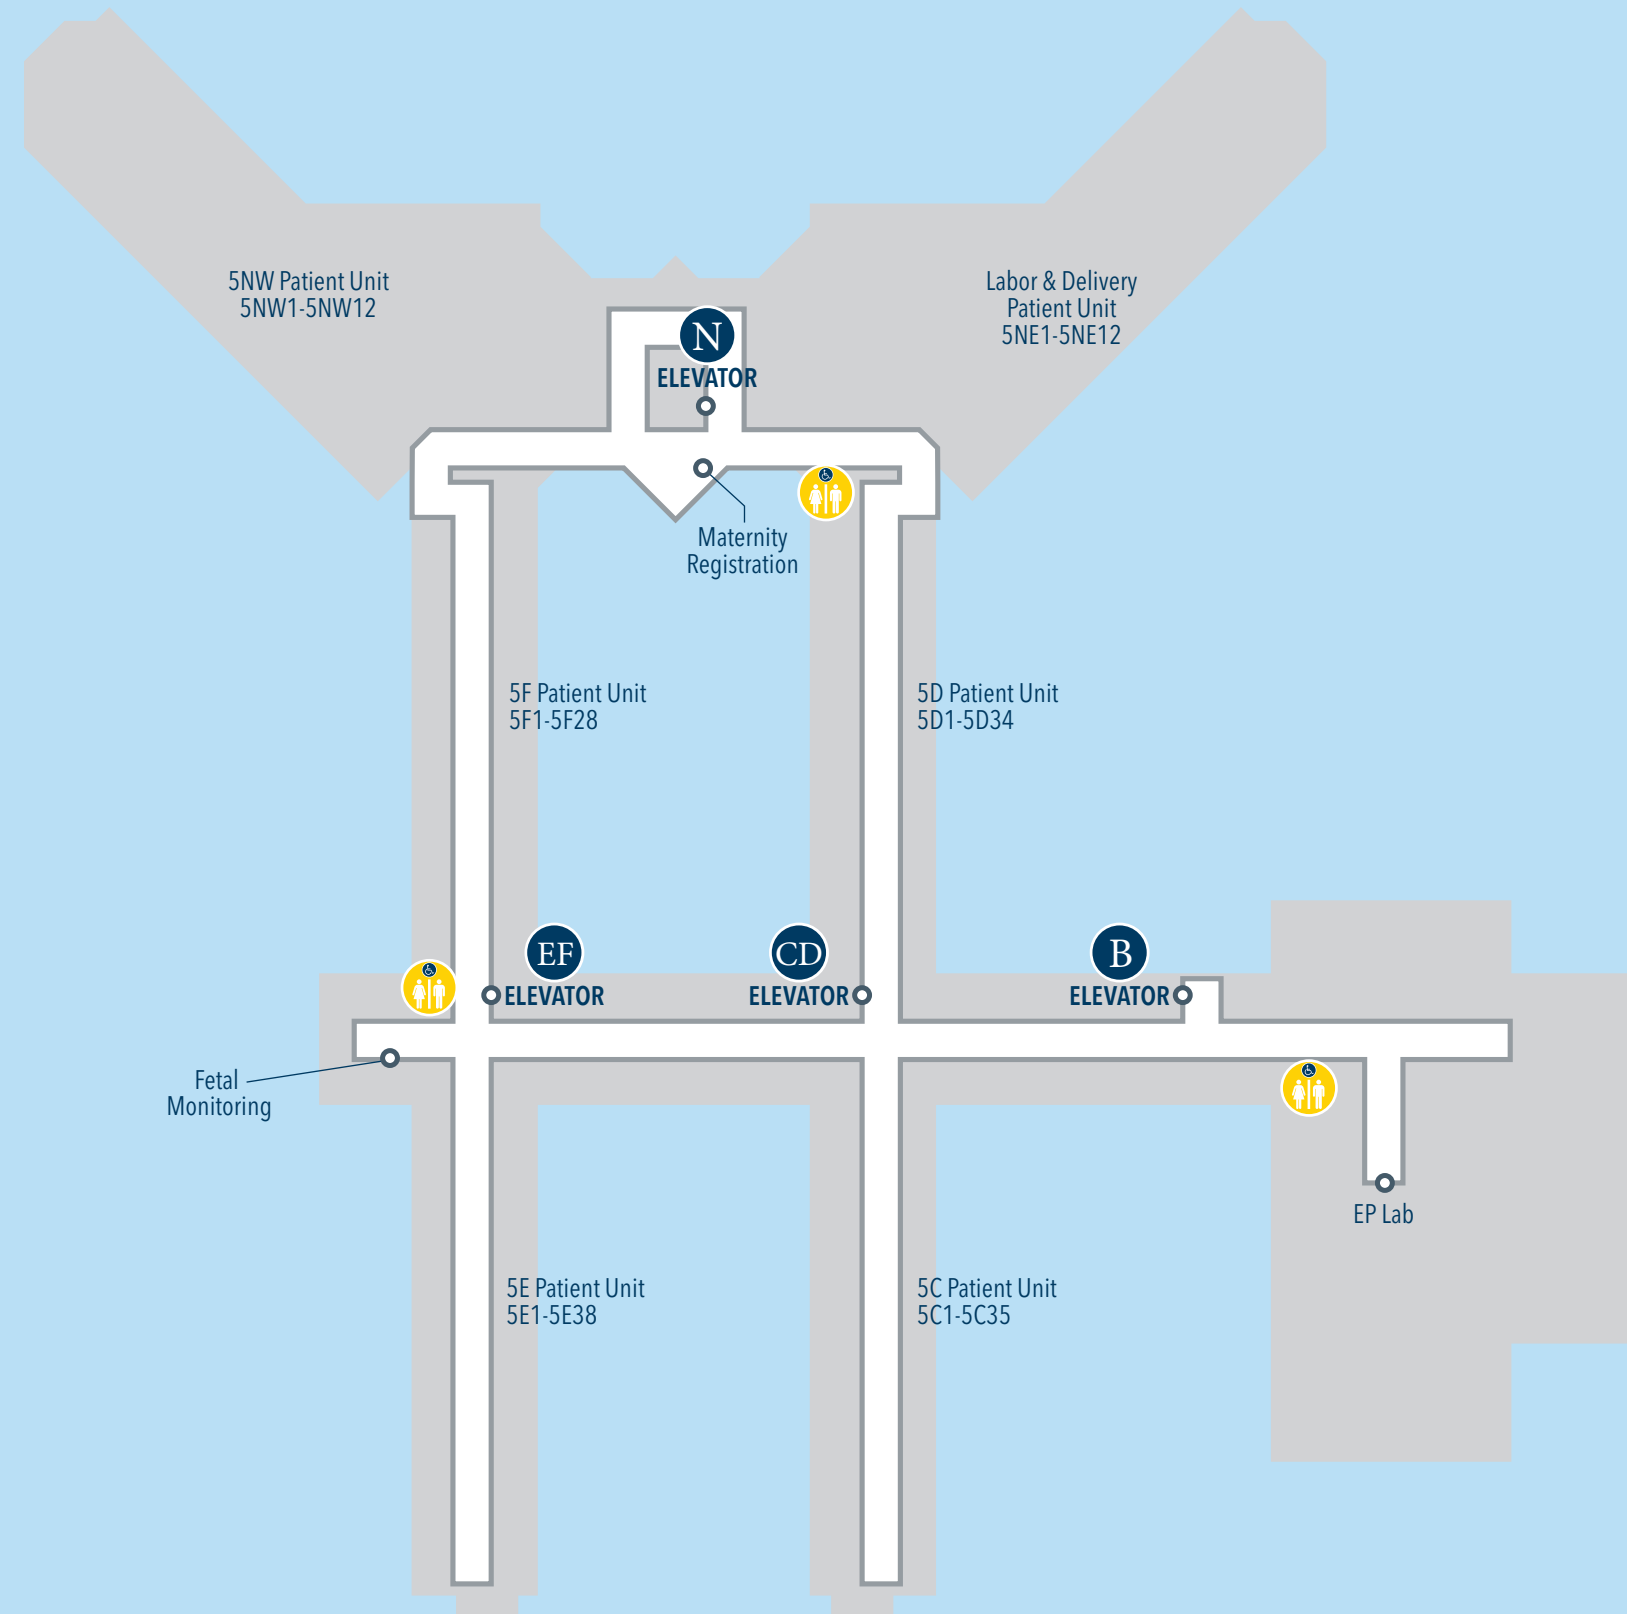 5NW Patient Unit
5NW1-5NW12
Labor & Delivery
Patient Unit
5NE1-5NE12
N
ELEVATOR
Maternity
Registration
5F Patient Unit
5F1-5F28
5D Patient Unit
5D1-5D34
EF
ELEVATOR
CD
ELEVATOR
B
ELEVATOR
Fetal
Monitoring
EP Lab
5E Patient Unit
5E1-5E38
5C Patient Unit
5C1-5C35